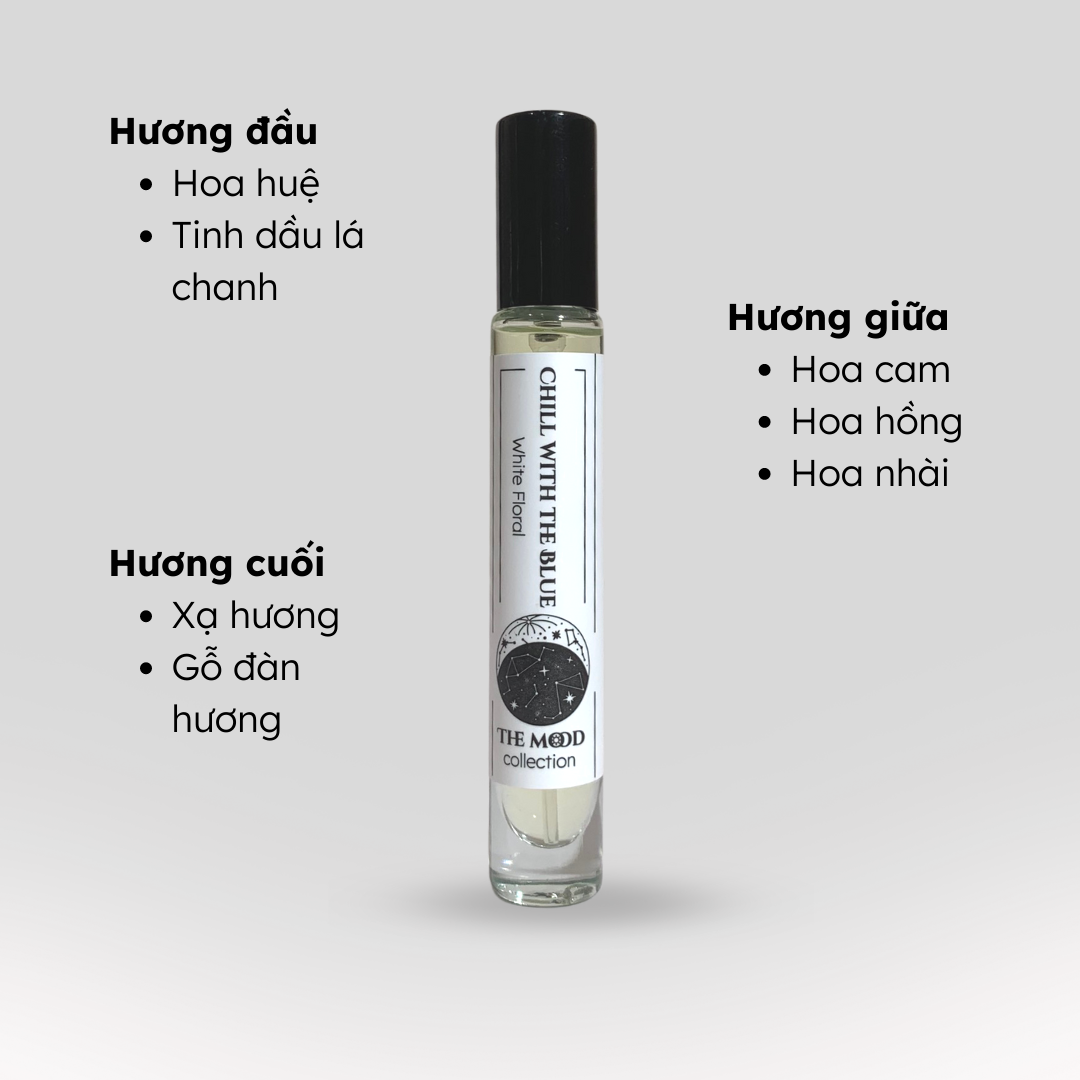 Hương đầu
• Hoa huệ
• Tinh dầu lá
chanh
Hương giữa
• Hoa cam
• Hoa hồng
• Hoa nhài
Hương cuối
• Xạ hương
• Gỗ đàn
hương
CHILL WITH THE BLUE
White Floral
THE MOOD
collection